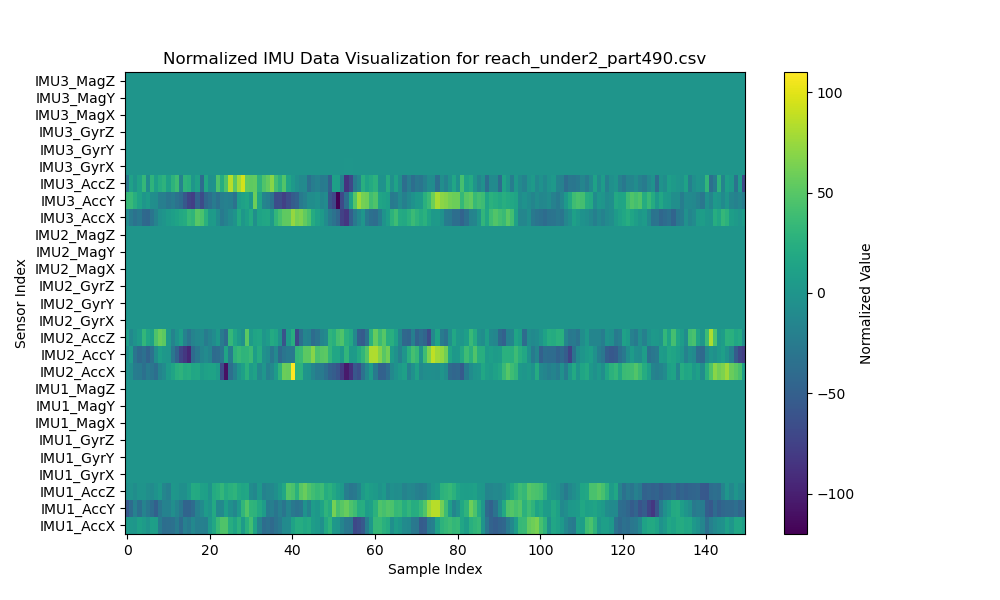 Normalized IMU Data Visualization for reach_under2_part490.csv
IMU3_MagZ
IMU3_MagY
IMU3_MagX
IMU3_GyrZ
IMU3_GyrY
IMU3_GyrX
IMU3_AccZ
IMU3_AccY
IMU3_AccX
IMU2_MagZ
IMU2_MagY
IMU2_MagX
IMU2_GyrZ
IMU2_GyrY
IMU2_GyrX
IMU2_AccZ
IMU2_AccY
IMU2_AccX
IMU1_MagZ
IMU1_MagY
IMU1_MagX
IMU1_GyrZ
IMU1_GyrY
IMU1_GyrX
IMU1_AccZ
IMU1_AccY
IMU1_AccX
Sensor Index
0 20 40 60 80 100 120 140
Sample Index
100
50
0
−50
−100
Normalized Value